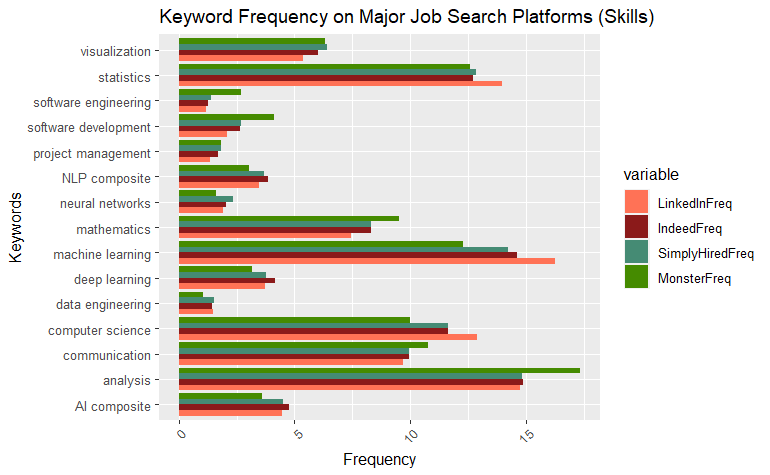 Keyword Frequency on Major Job Search Platforms (Skills)
visualization
statistics
software engineering
software development
project management
NLP composite
neural networks
mathematics
machine learning
deep learning
data engineering
computer science
communication
analysis
AI composite
Keywords
0 5 10 15
Frequency
variable
LinkedInFreq
IndeedFreq
SimplyHiredFreq
MonsterFreq